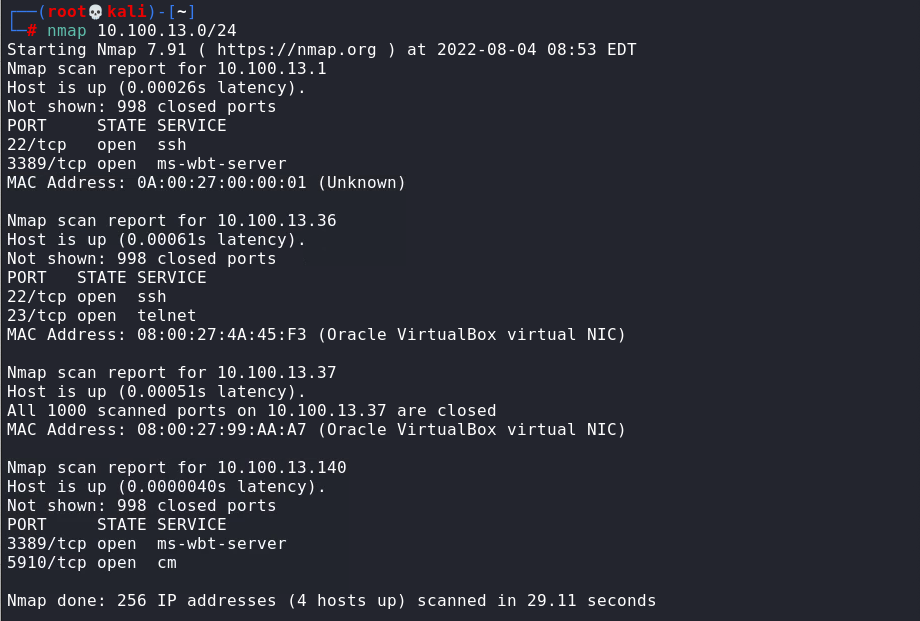 ┌──(root💀kali)-[~]
└─# nmap 10.100.13.0/24
Starting Nmap 7.91 ( https://nmap.org ) at 2022-08-04 08:53 EDT
Nmap scan report for 10.100.13.1
Host is up (0.00026s latency).
Not shown: 998 closed ports
PORT     STATE SERVICE
22/tcp   open  ssh
3389/tcp open  ms-wbt-server
MAC Address: 0A:00:27:00:00:01 (Unknown)

Nmap scan report for 10.100.13.36
Host is up (0.00061s latency).
Not shown: 998 closed ports
PORT   STATE SERVICE
22/tcp open  ssh
23/tcp open  telnet
MAC Address: 08:00:27:4A:45:F3 (Oracle VirtualBox virtual NIC)

Nmap scan report for 10.100.13.37
Host is up (0.00051s latency).
All 1000 scanned ports on 10.100.13.37 are closed
MAC Address: 08:00:27:99:AA:A7 (Oracle VirtualBox virtual NIC)

Nmap scan report for 10.100.13.140
Host is up (0.0000040s latency).
Not shown: 998 closed ports
PORT     STATE SERVICE
3389/tcp open  ms-wbt-server
5910/tcp open  cm

Nmap done: 256 IP addresses (4 hosts up) scanned in 29.11 seconds